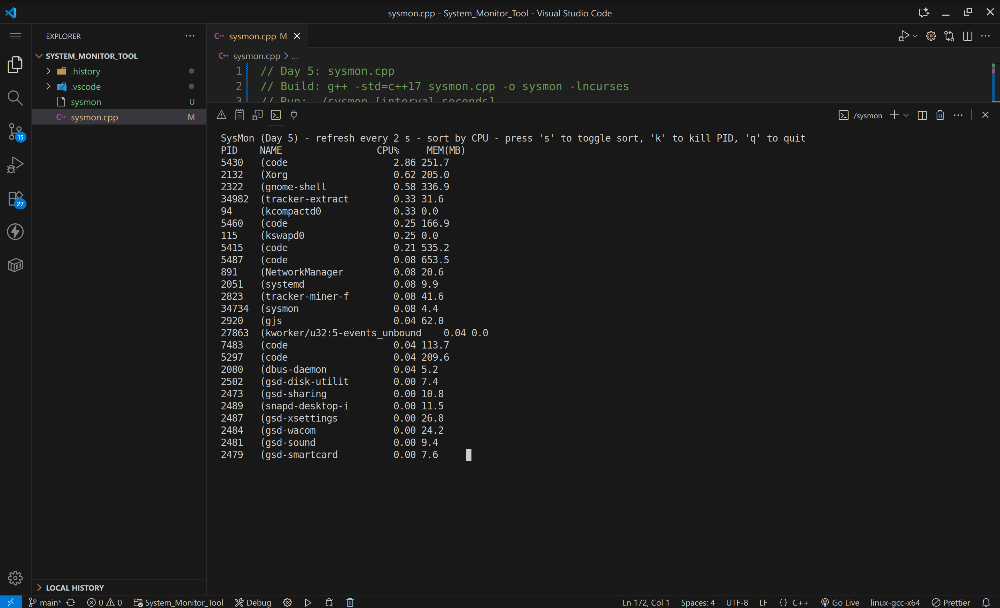 sysmon.cpp - System_Monitor_Tool - Visual Studio Code
EXPLORER
SYSTEM_MONITOR_TOOL
.history
.vscode
sysmon U
sysmon.cpp M
15
27
LOCAL HISTORY
sysmon.cpp M
sysmon.cpp > ...
1 // Day 5: sysmon.cpp
2 // Build: g++ -std=c++17 sysmon.cpp -o sysmon -lncurses
3 // Run: ./sysmon [interval_seconds]
./sysmon
SysMon (Day 5) - refresh every 2 s - sort by CPU - press 's' to toggle sort, 'k' to kill PID, 'q' to quit
PID NAME CPU% MEM(MB)
5430 (code 2.86 251.7
2132 (Xorg 0.62 205.0
2322 (gnome-shell 0.58 336.9
34982 (tracker-extract 0.33 31.6
94 (kcompactd0 0.33 0.0
5460 (code 0.25 166.9
115 (kswapd0 0.25 0.0
5415 (code 0.21 535.2
5487 (code 0.08 653.5
891 (NetworkManager 0.08 20.6
2051 (systemd 0.08 9.9
2823 (tracker-miner-f 0.08 41.6
34734 (sysmon 0.08 4.4
2920 (gjs 0.04 62.0
27863 (kworker/u32:5-events_unbound 0.04 0.0
7483 (code 0.04 113.7
5297 (code 0.04 209.6
2080 (dbus-daemon 0.04 5.2
2502 (gsd-disk-utilit 0.00 7.4
2473 (gsd-sharing 0.00 10.8
2489 (snapd-desktop-i 0.00 11.5
2487 (gsd-xsettings 0.00 26.8
2484 (gsd-wacom 0.00 24.2
2481 (gsd-sound 0.00 9.4
2479 (gsd-smartcard 0.00 7.6
main* 0 0 System_Monitor_Tool Debug Ln 172, Col 1 Spaces: 4 UTF-8 LF {} C++ Go Live linux-gcc-x64 Prettier